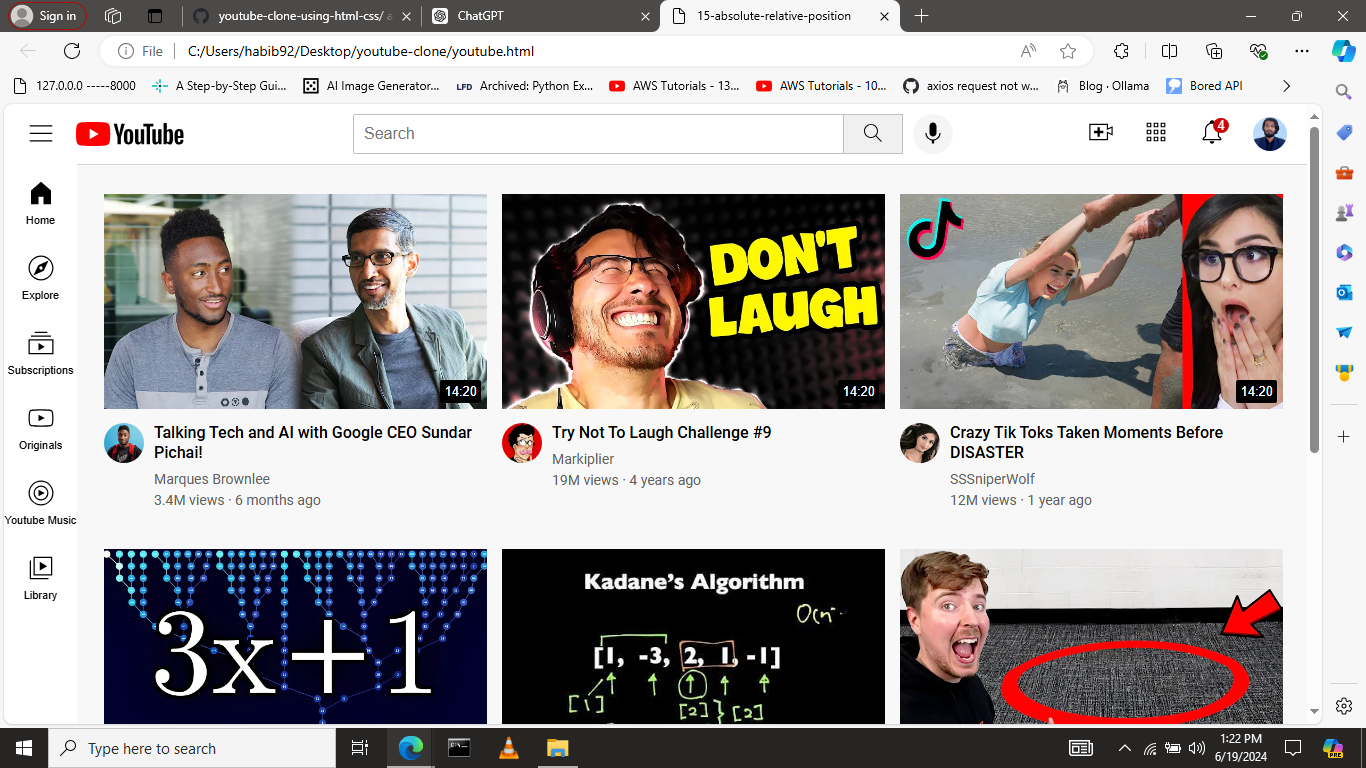 Sign in
youtube-clone-using-html-css/ a
ChatGPT
15-absolute-relative-position
File
C:/Users/habib92/Desktop/youtube-clone/youtube.html
127.0.0.0 -----8000
A Step-by-Step Gui...
AI Image Generator...
LFD
Archived: Python Ex...
AWS Tutorials - 13...
AWS Tutorials - 10...
axios request not w...
Blog · Ollama
Bored API
YouTube
Search
4
Home
Explore
Subscriptions
Originals
Youtube Music
Library
14:20
DON'T
LAUGH
14:20
14:20
Talking Tech and AI with Google CEO Sundar
Pichai!
Marques Brownlee
3.4M views · 6 months ago
Try Not To Laugh Challenge #9
Markiplier
19M views · 4 years ago
Crazy Tik Toks Taken Moments Before
DISASTER
SSSniperWolf
12M views · 1 year ago
3x+1
Kadane's Algorithm
[1, -3, 2, 1, -1]
[1]
[2]
[2]
Type here to search
PRE
1:22 PM
6/19/2024